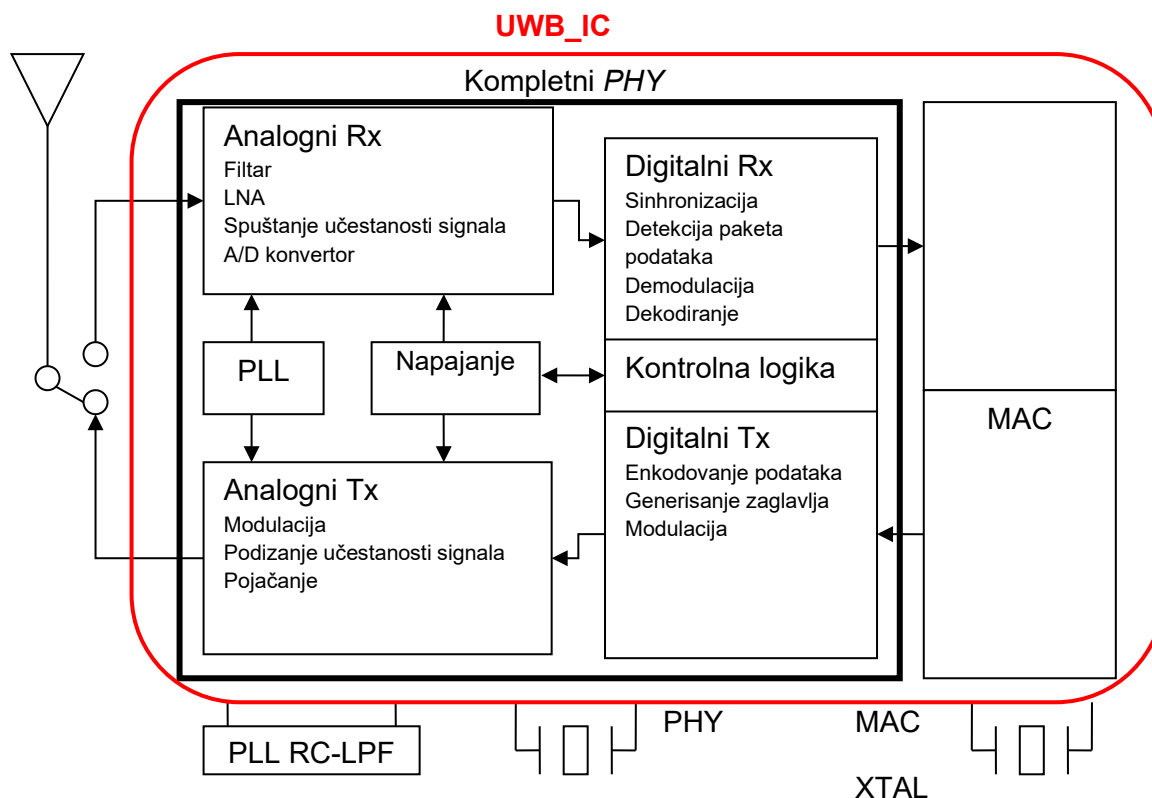 UWB_IC
Kompletni PHY
Analogni Rx
Filtar
LNA
Spuštanje učestanosti signala
A/D konvertor
Digitalni Rx
Sinhronizacija
Detekcija paketa
podataka
Demodulacija
Dekodiranje
PLL
Napajanje
Kontrolna logika
MAC
Analogni Tx
Modulacija
Podizanje učestanosti signala
Pojačanje
Digitalni Tx
Enkodovanje podataka
Generisanje zaglavlja
Modulacija
PLL RC-LPF
PHY
MAC
XTAL